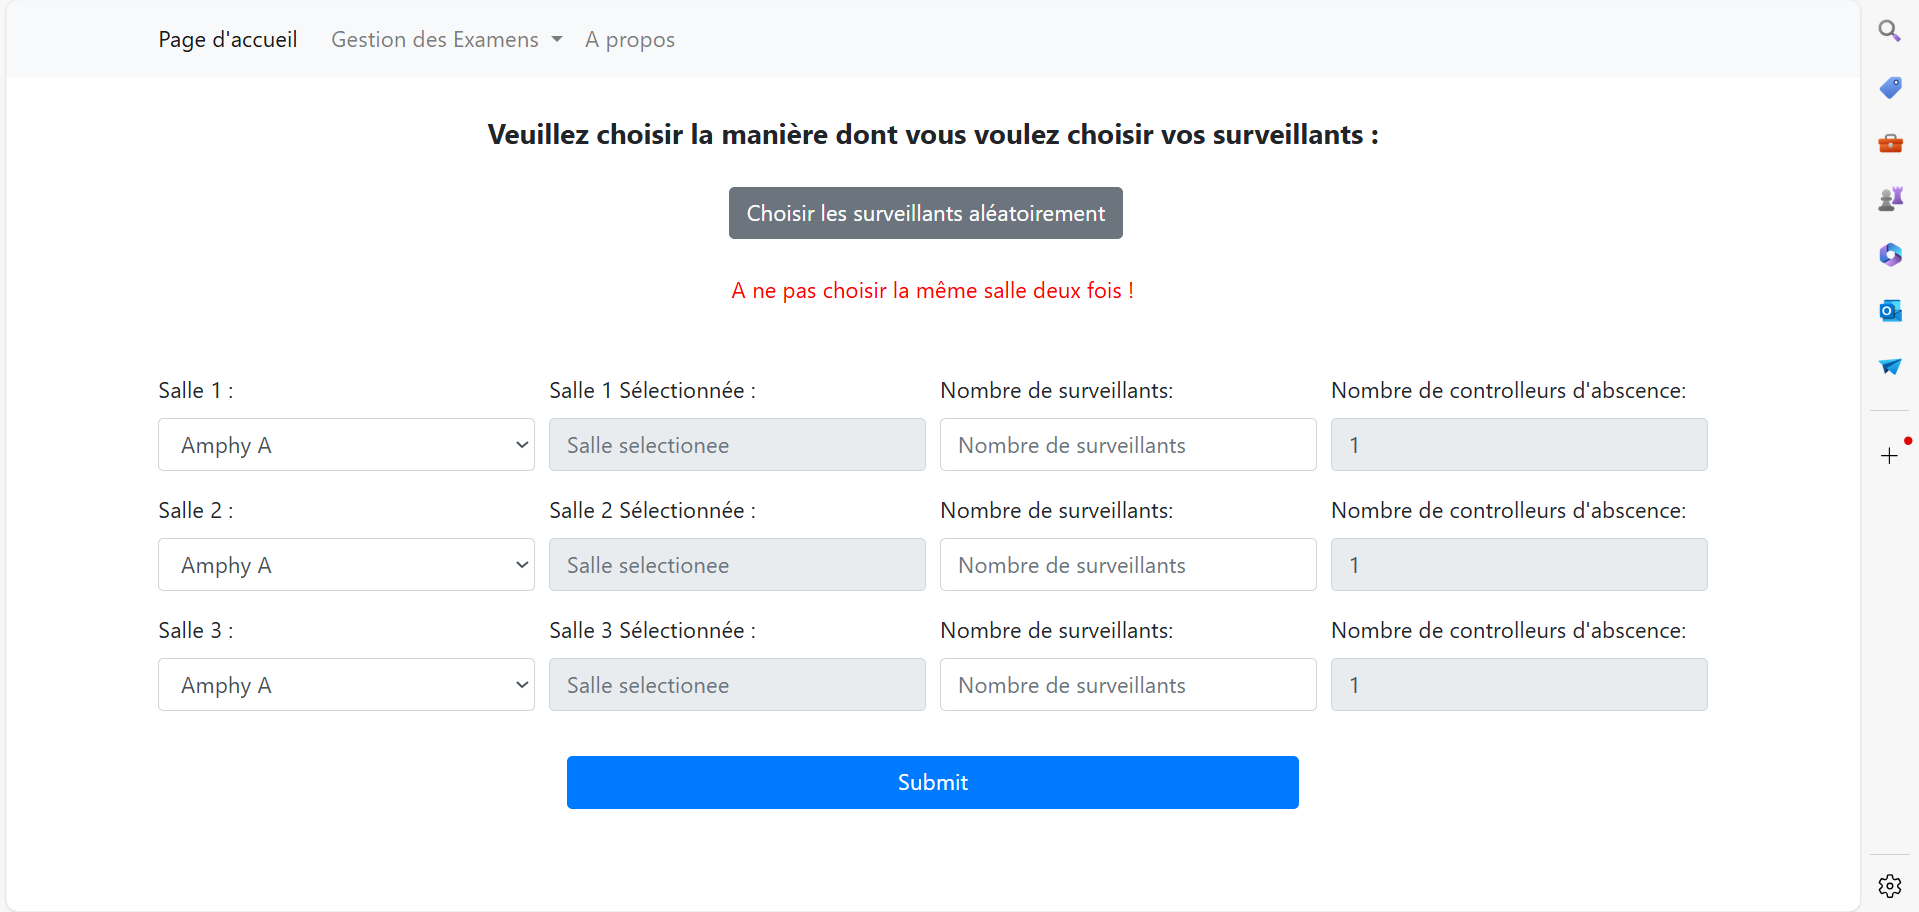 Page d'accueil Gestion des Examens A propos
Veuillez choisir la manière dont vous voulez choisir vos surveillants :
Choisir les surveillants aléatoirement
A ne pas choisir la même salle deux fois !
Salle 1 : Salle 1 Sélectionnée : Nombre de surveillants: Nombre de controlleurs d'abscence:
Amphy A Salle selectionee Nombre de surveillants 1
Salle 2 : Salle 2 Sélectionnée : Nombre de surveillants: Nombre de controlleurs d'abscence:
Amphy A Salle selectionee Nombre de surveillants 1
Salle 3 : Salle 3 Sélectionnée : Nombre de surveillants: Nombre de controlleurs d'abscence:
Amphy A Salle selectionee Nombre de surveillants 1
Submit